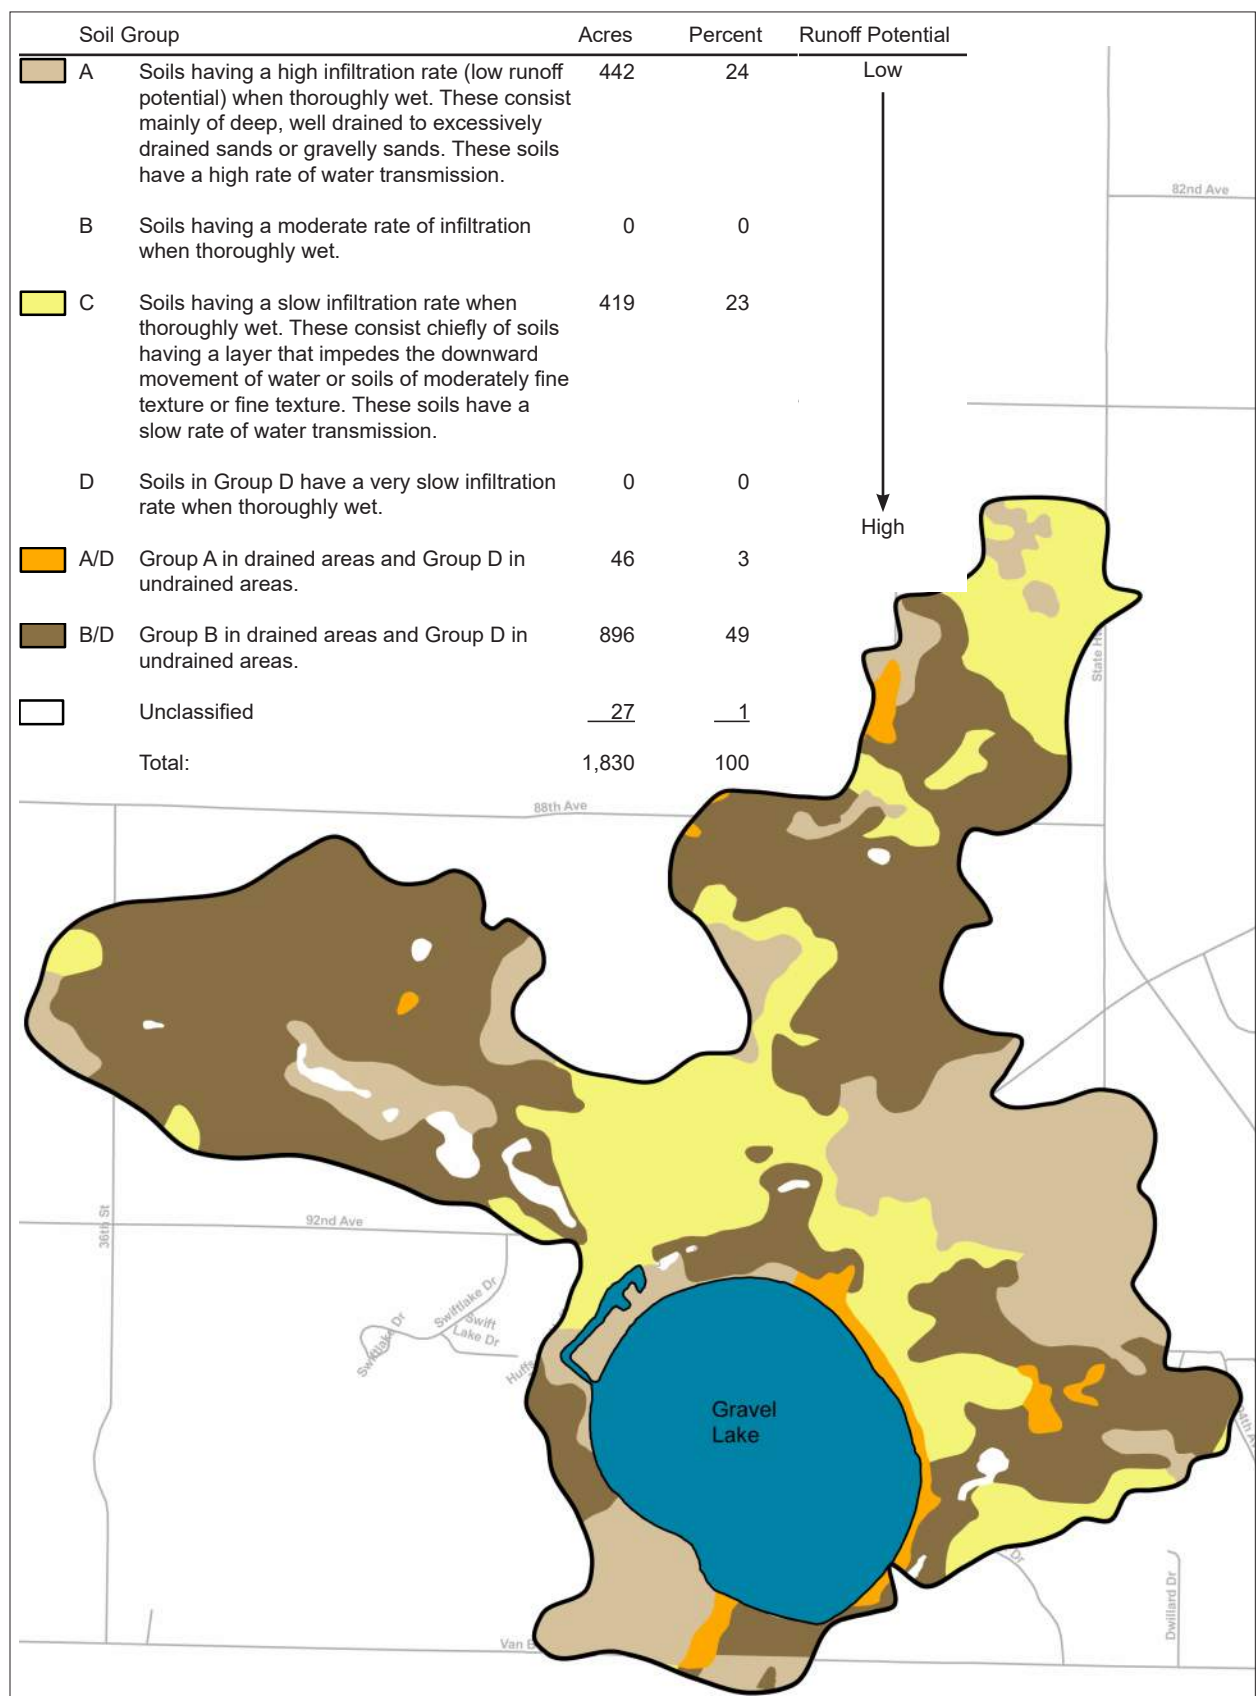 Soil Group Acres Percent Runoff Potential
A Soils having a high infiltration rate (low runoff 442 24 Low
potential) when thoroughly wet. These consist
mainly of deep, well drained to excessively
drained sands or gravelly sands. These soils
have a high rate of water transmission.
B Soils having a moderate rate of infiltration 0 0
when thoroughly wet.
C Soils having a slow infiltration rate when 419 23
thoroughly wet. These consist chiefly of soils
having a layer that impedes the downward
movement of water or soils of moderately fine
texture or fine texture. These soils have a
slow rate of water transmission.
D Soils in Group D have a very slow infiltration 0 0
rate when thoroughly wet.
High
A/D Group A in drained areas and Group D in 46 3
undrained areas.
B/D Group B in drained areas and Group D in 896 49
undrained areas.
Unclassified 27 1
Total: 1,830 100
82nd Ave
State
88th Ave
36th St
92nd Ave
Swiftlake Dr
Swiftlake Dr
Swift
Lake Dr
Huffs
Gravel
Lake
94th
Dr
Dwillard Dr
Van